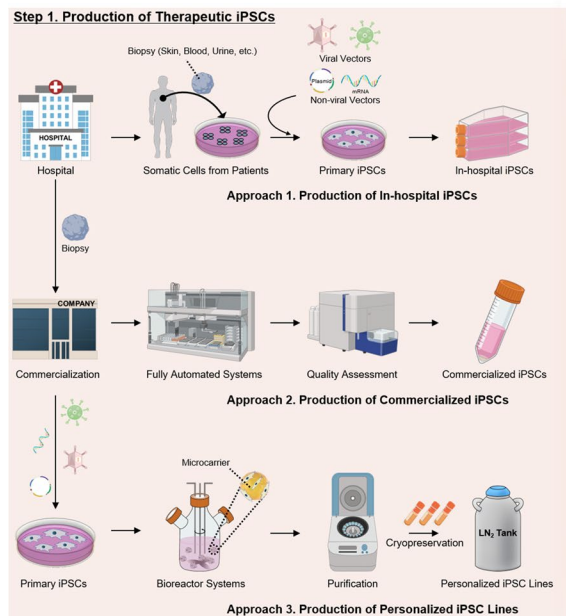 Step 1. Production of Therapeutic iPSCs
Biopsy (Skin, Blood, Urine, etc.)
Viral Vectors
Plasmid
mRNA
Non-viral Vectors
HOSPITAL
Hospital
Somatic Cells from Patients
Primary iPSCs
In-hospital iPSCs
Approach 1. Production of In-hospital iPSCs
Biopsy
COMPANY
Commercialization
Fully Automated Systems
Quality Assessment
Commercialized iPSCs
Approach 2. Production of Commercialized iPSCs
Microcarrier
Cryopreservation
LN₂ Tank
Primary iPSCs
Bioreactor Systems
Purification
Personalized iPSC Lines
Approach 3. Production of Personalized iPSC Lines